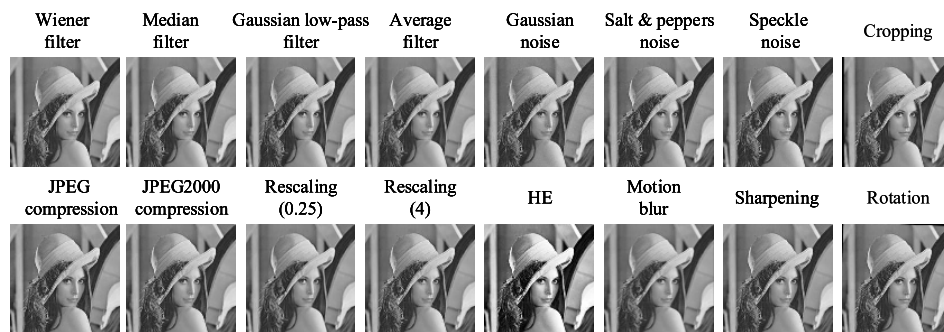 Wiener filter
Median filter
Gaussian low-pass filter
Average filter
Gaussian noise
Salt & peppers noise
Speckle noise
Cropping
JPEG compression
JPEG2000 compression
Rescaling (0.25)
Rescaling (4)
HE
Motion blur
Sharpening
Rotation